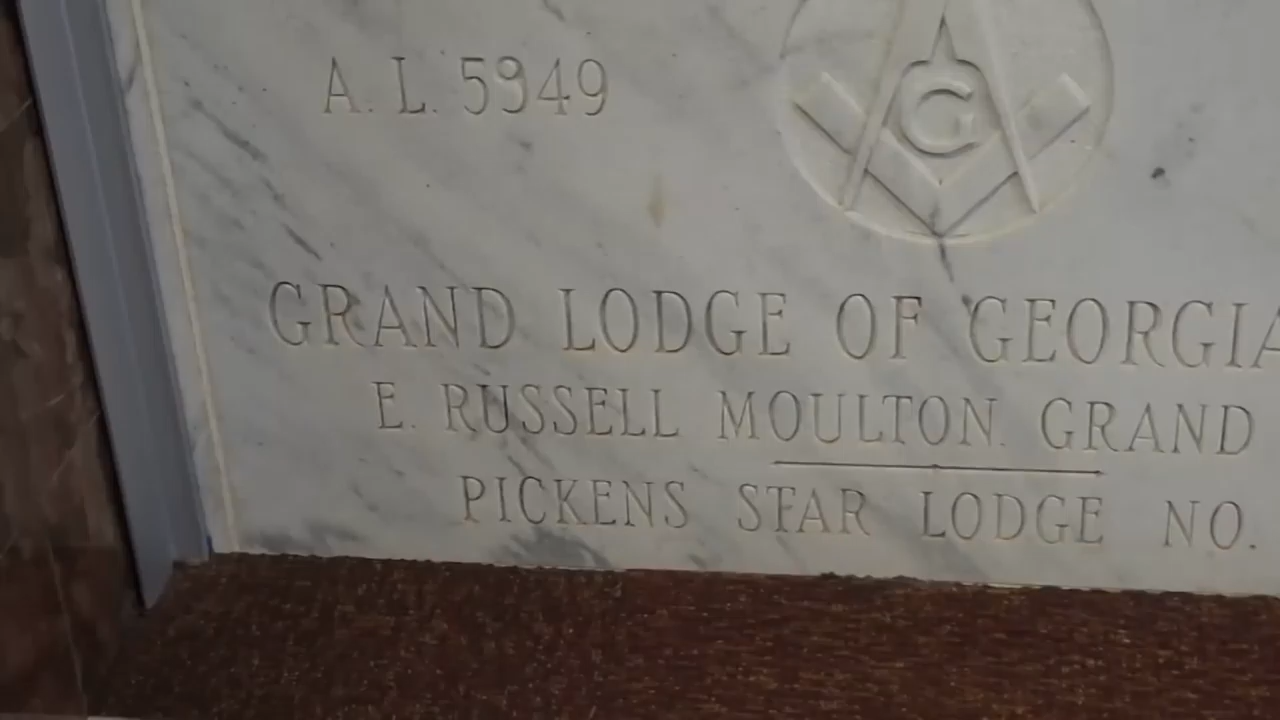 A. L. 5949
G
GRAND LODGE OF GEORGIA
E. RUSSELL MOULTON. GRAND
PICKENS STAR LODGE NO.